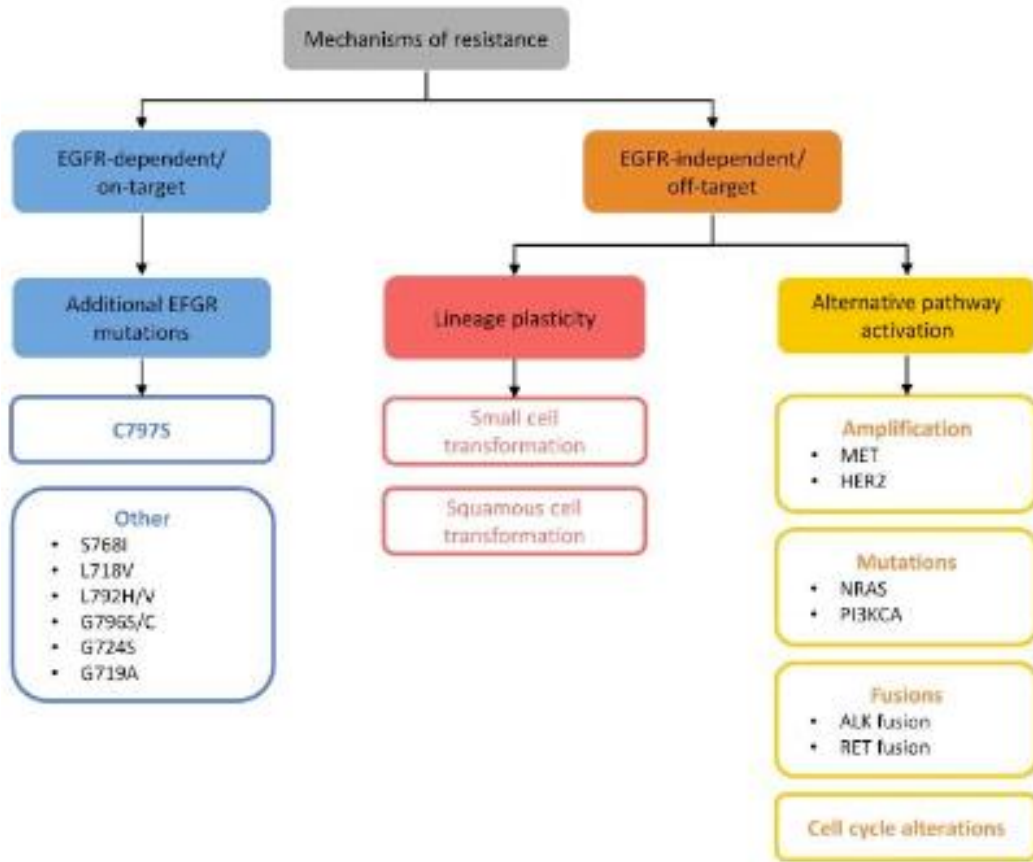 Mechanisms of resistance
EGFR-dependent/
on-target
EGFR-independent/
off-target
Additional EFGR
mutations
Lineage plasticity
Alternative pathway
activation
C797S
Other
• S768I
• L718V
• L792H/V
• G796S/C
• G724S
• G719A
Small cell
transformation
Squamous cell
transformation
Amplification
• MET
• HER2
Mutations
• NRAS
• PI3KCA
Fusions
• ALK fusion
• RET fusion
Cell cycle alterations